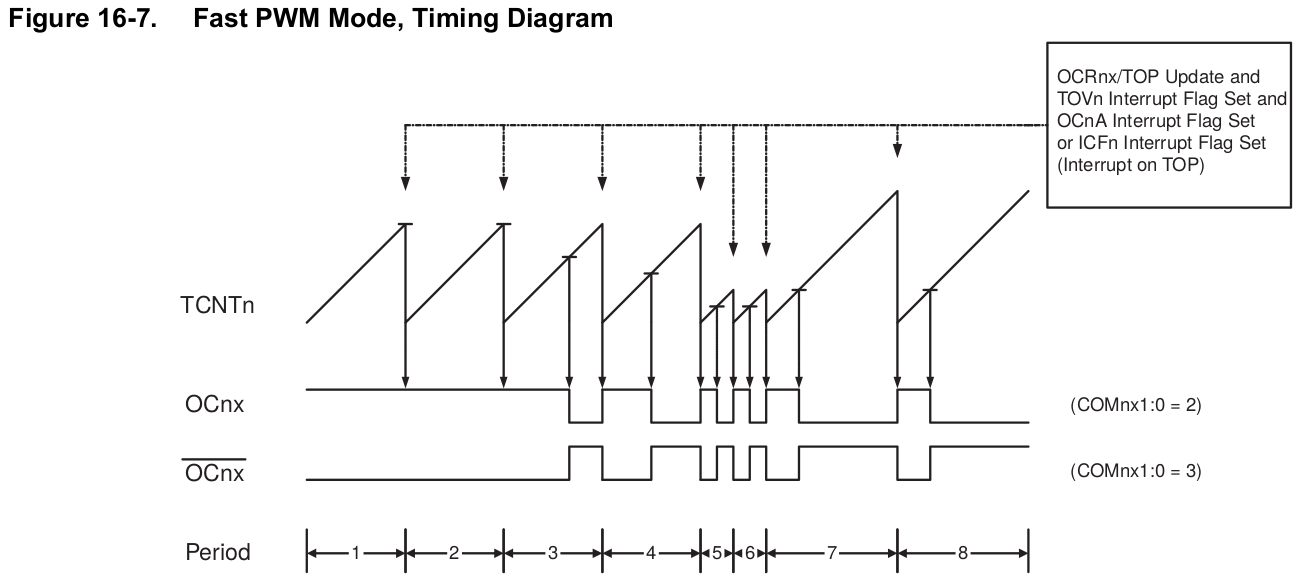 Figure 16-7. Fast PWM Mode, Timing Diagram
OCRnx/TOP Update and
TOVn Interrupt Flag Set and
OCnA Interrupt Flag Set
or ICFn Interrupt Flag Set
(Interrupt on TOP)
TCNTn
OCnx (COMnx1:0 = 2)
OCnx (COMnx1:0 = 3)
Period 1 2 3 4 5 6 7 8